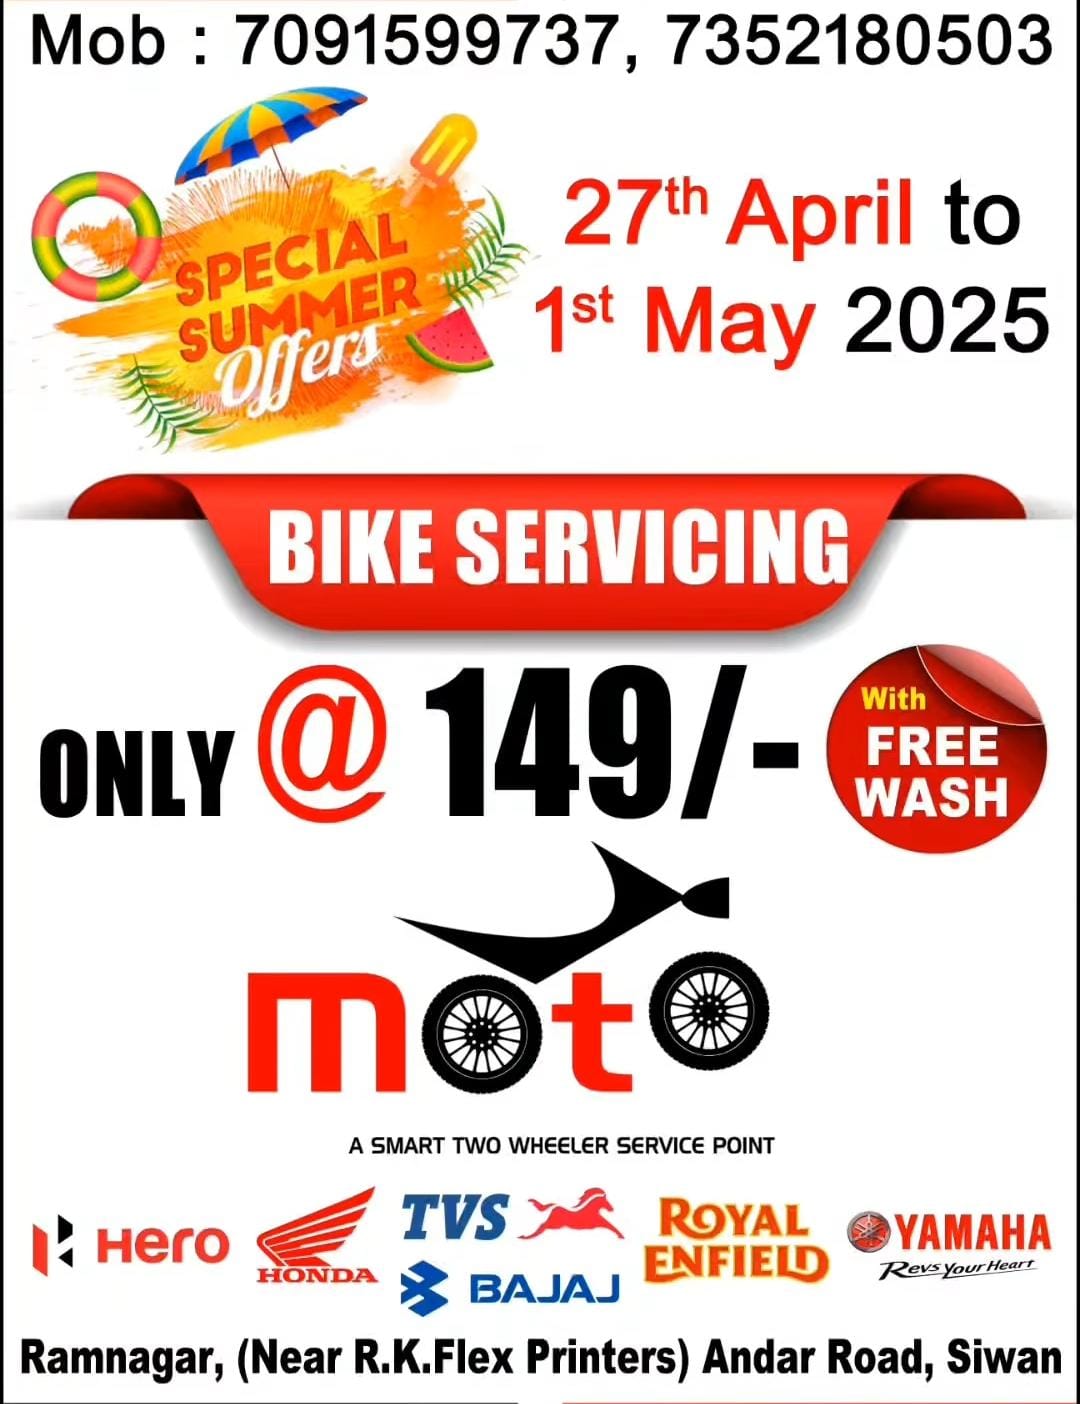 Mob : 7091599737, 7352180503
SPECIAL
SUMMER
Offers
27th April to
1st May 2025
BIKE SERVICING
ONLY @ 149/-
With
FREE
WASH
moto
A SMART TWO WHEELER SERVICE POINT
Hero
HONDA
TVS
BAJAJ
ROYAL
ENFIELD
YAMAHA
Revs Your Heart
Ramnagar, (Near R.K.Flex Printers) Andar Road, Siwan